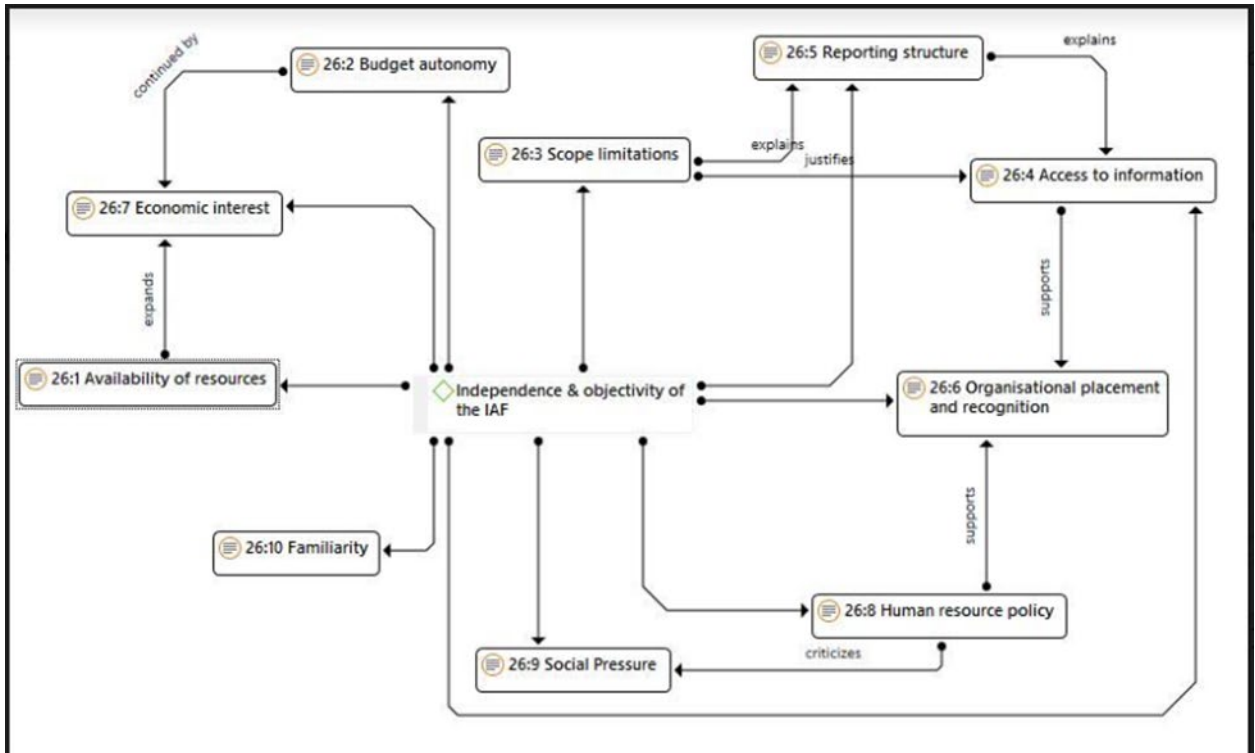 continued by
26:2 Budget autonomy
26:5 Reporting structure
explains
26:3 Scope limitations
explains
justifies
26:4 Access to information
26:7 Economic interest
expands
supports
26:1 Availability of resources
Independence & objectivity of
the IAF
26:6 Organisational placement
and recognition
supports
26:10 Familiarity
26:8 Human resource policy
criticizes
26:9 Social Pressure